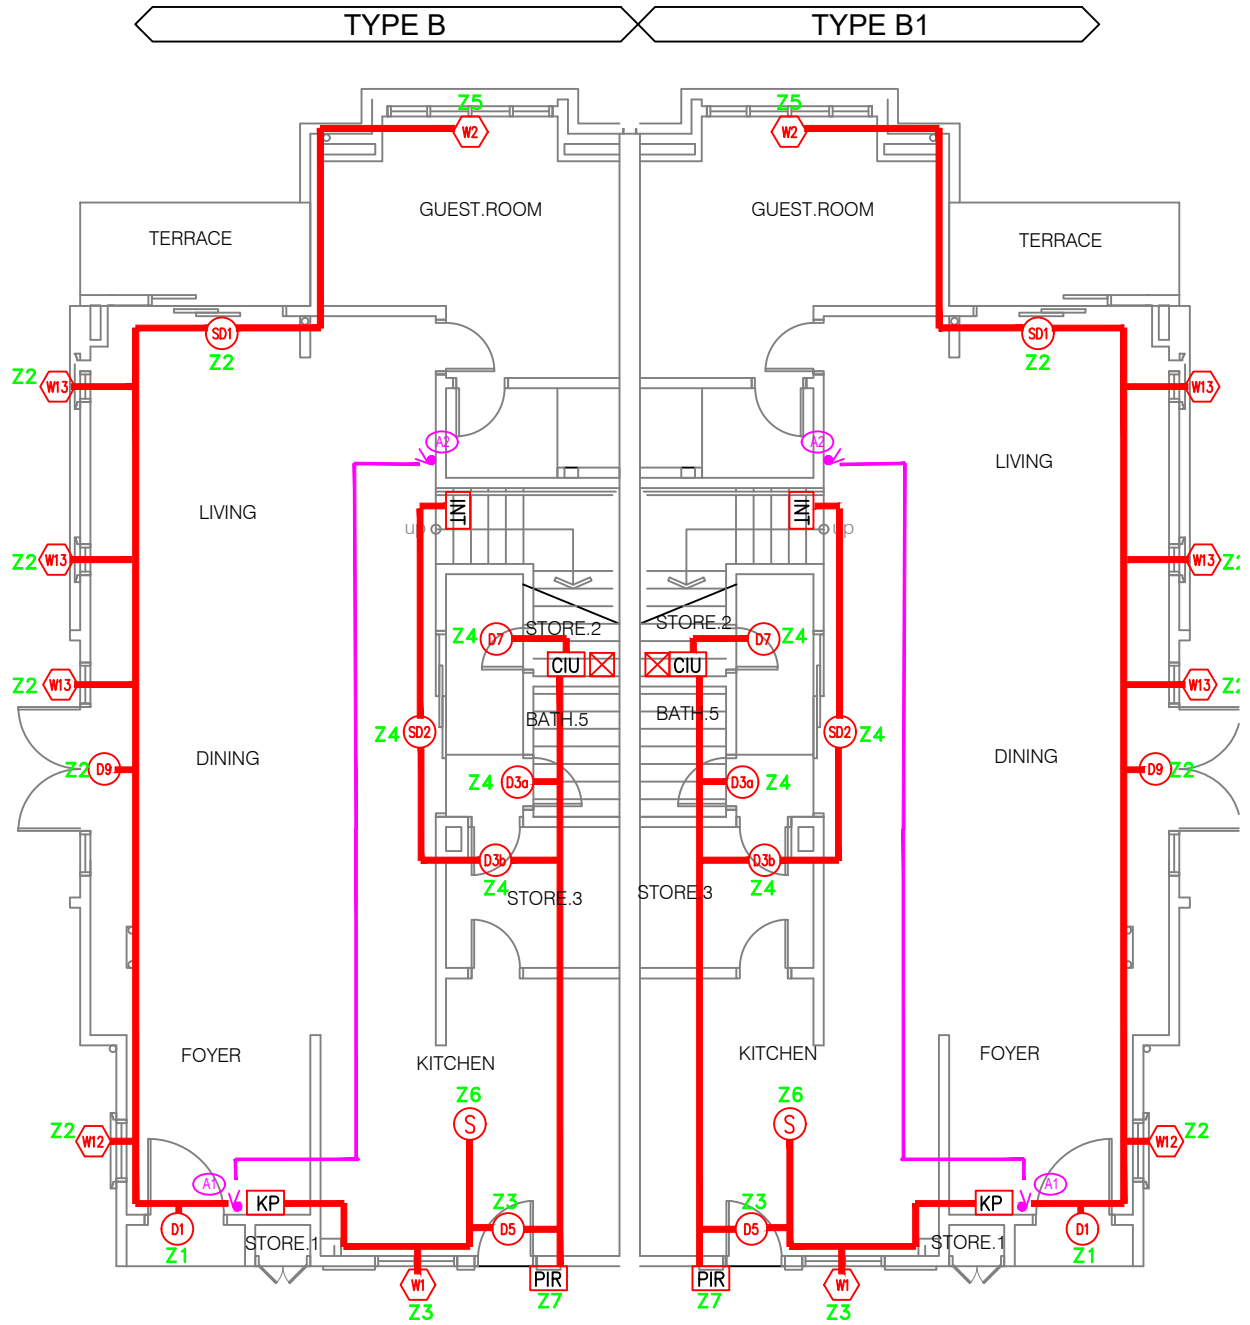 TYPE B TYPE B1
Z5 Z5
W2 W2
GUEST.ROOM GUEST.ROOM
TERRACE TERRACE
SD1 SD1
Z2 Z2
Z2 W13 W13
A2 A2
LIVING
LIVING
INT INT
up up
Z2 W13 W13 Z2
STORE.2 STORE.2
Z4 D7 D7 Z4
CIU CIU
Z2 W13 W13 Z2
BATH.5 BATH.5
Z4 SD2 SD2 Z4
DINING DINING
Z2 D9 D9 Z2
Z4 D3a D3a Z4
D3b D3b
Z4 Z4
STORE.3 STORE.3
FOYER KITCHEN KITCHEN FOYER
Z6 Z6
S S
Z2 W12 W12 Z2
A1 A1
KP KP
Z3 Z3
D1 D5 D5 D1
Z1 STORE.1 STORE.1 Z1
W1 PIR PIR W1
Z3 Z7 Z7 Z3